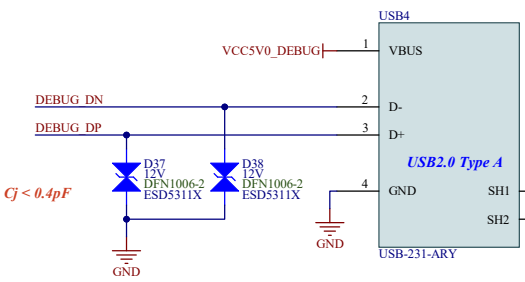 USB4
VCC5V0_DEBUG
1
VBUS
DEBUG_DN
2
D-
DEBUG_DP
3
D+
USB2.0 Type A
D37
12V
DFN1006-2
ESD5311X
D38
12V
DFN1006-2
ESD5311X
Cj < 0.4pF
4
GND
SH1
SH2
GND
GND
USB-231-ARY